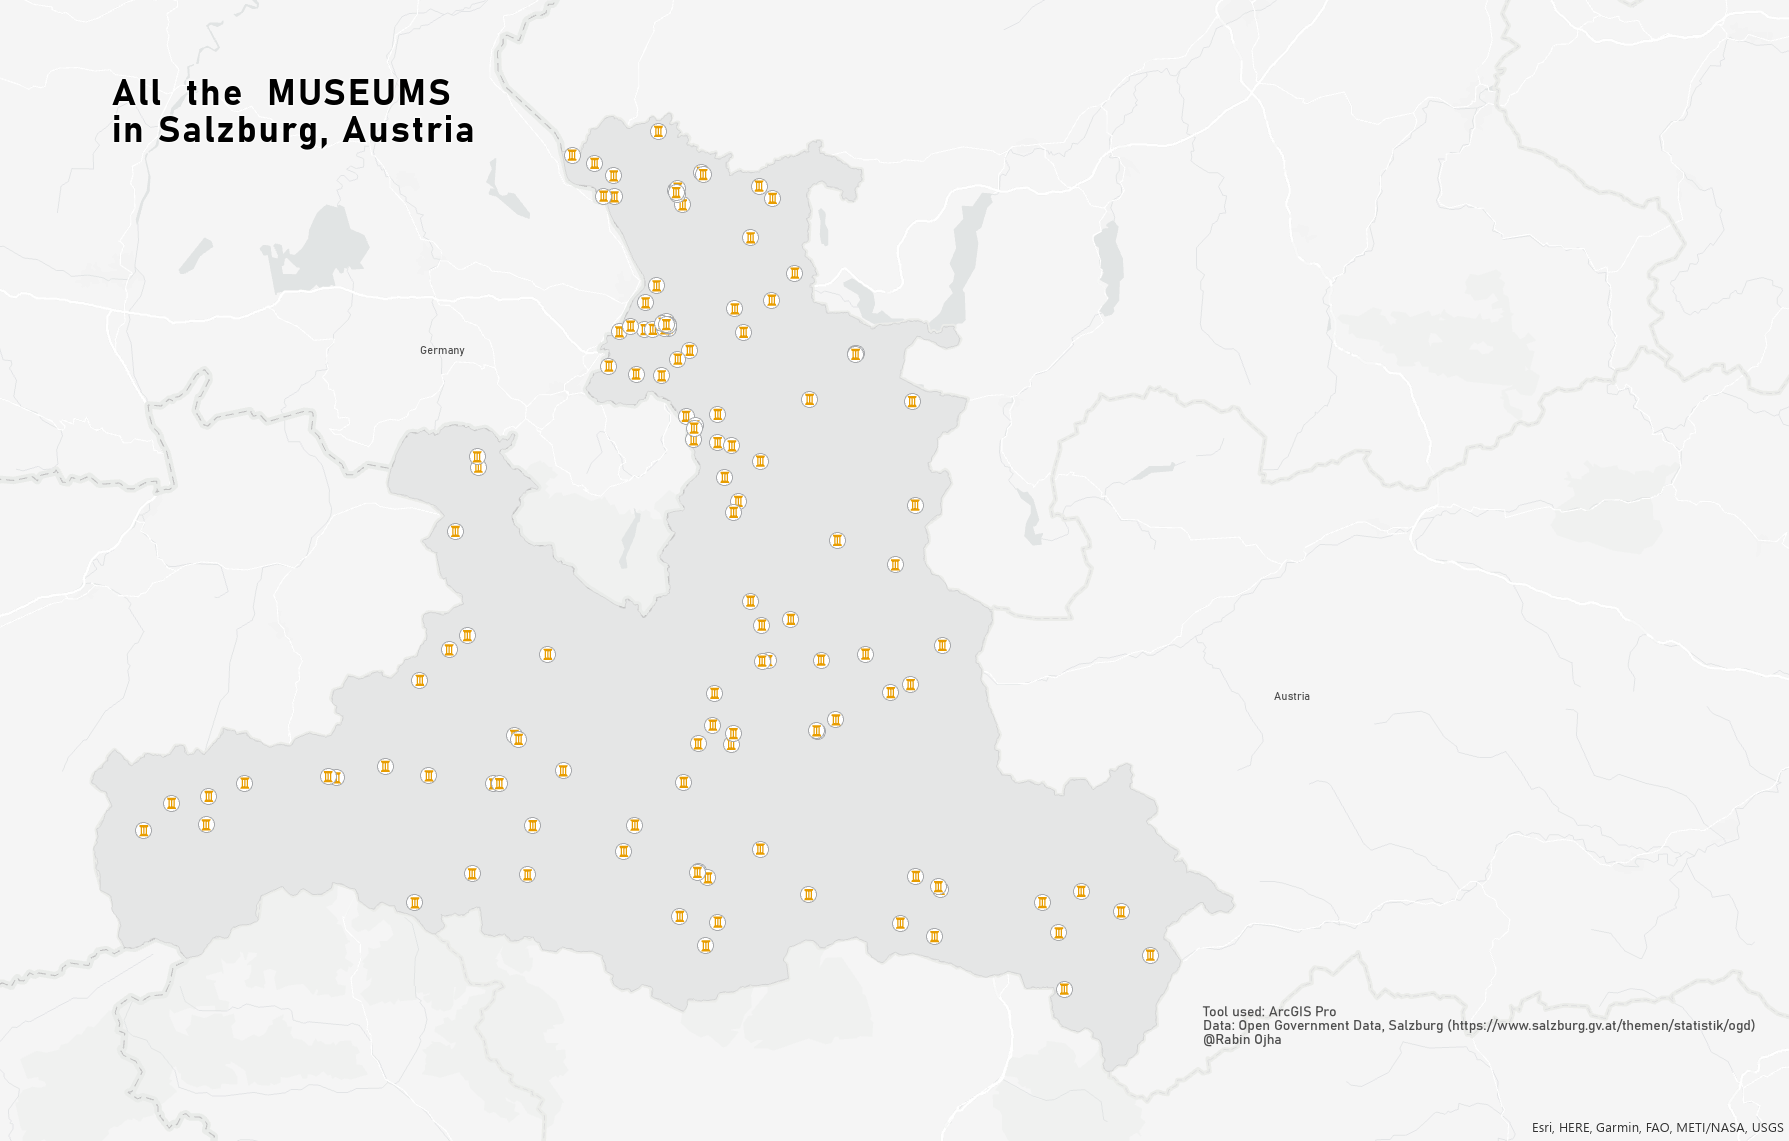 All the MUSEUMS
in Salzburg, Austria
Germany
Austria
Tool used: ArcGIS Pro
Data: Open Government Data, Salzburg (https://www.salzburg.gv.at/themen/statistik/ogd)
@Rabin Ojha
Esri, HERE, Garmin, FAO, METI/NASA, USGS